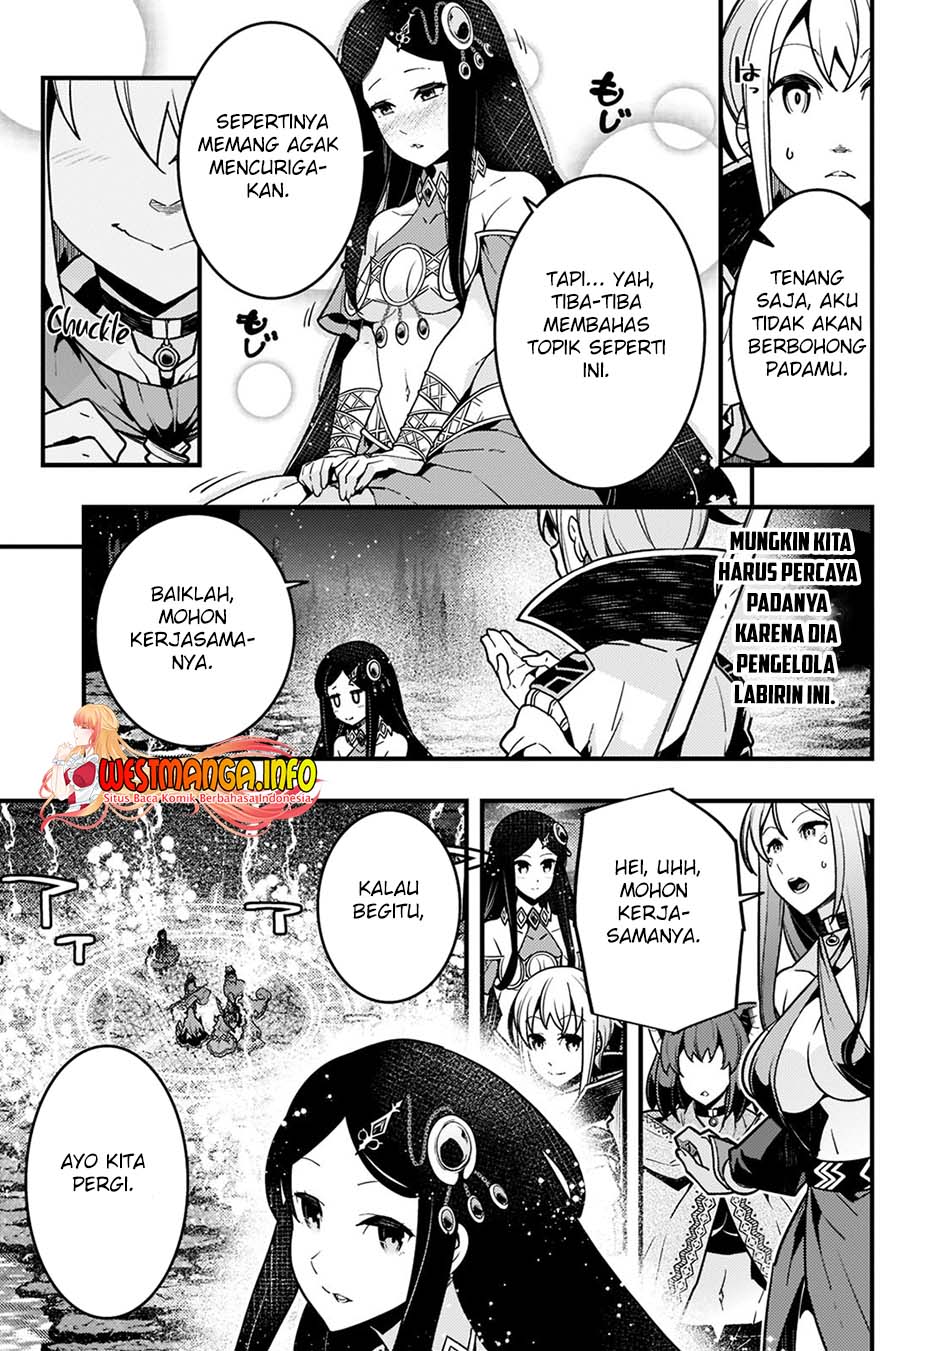 はっ
TENANG
SAJA, AKU
TIDAK AKAN
BERBOHONG
PADAMU.
もじ
TAPI... YAH,
TIBA-TIBA
MEMBAHAS
TOPIK SEPERTI
INI.
SEPERTINYA
MEMANG AGAK
MENCURIGA-
KAN.
もじ
Chuckle
MUNGKIN KITA
HARUS PERCAYA
PADANYA
KARENA DIA
PENGELOLA
LABIRIN INI.
BAIKLAH,
MOHON
KERJASAMA-
NYA.
WESTMANGA.INFO
Situs Baca Komik Berbahasa Indonesia
HEI, UHH,
MOHON
KERJA-
SAMANYA.
KALAU
BEGITU,
テ
テ
テ
AYO KITA
PERGI.